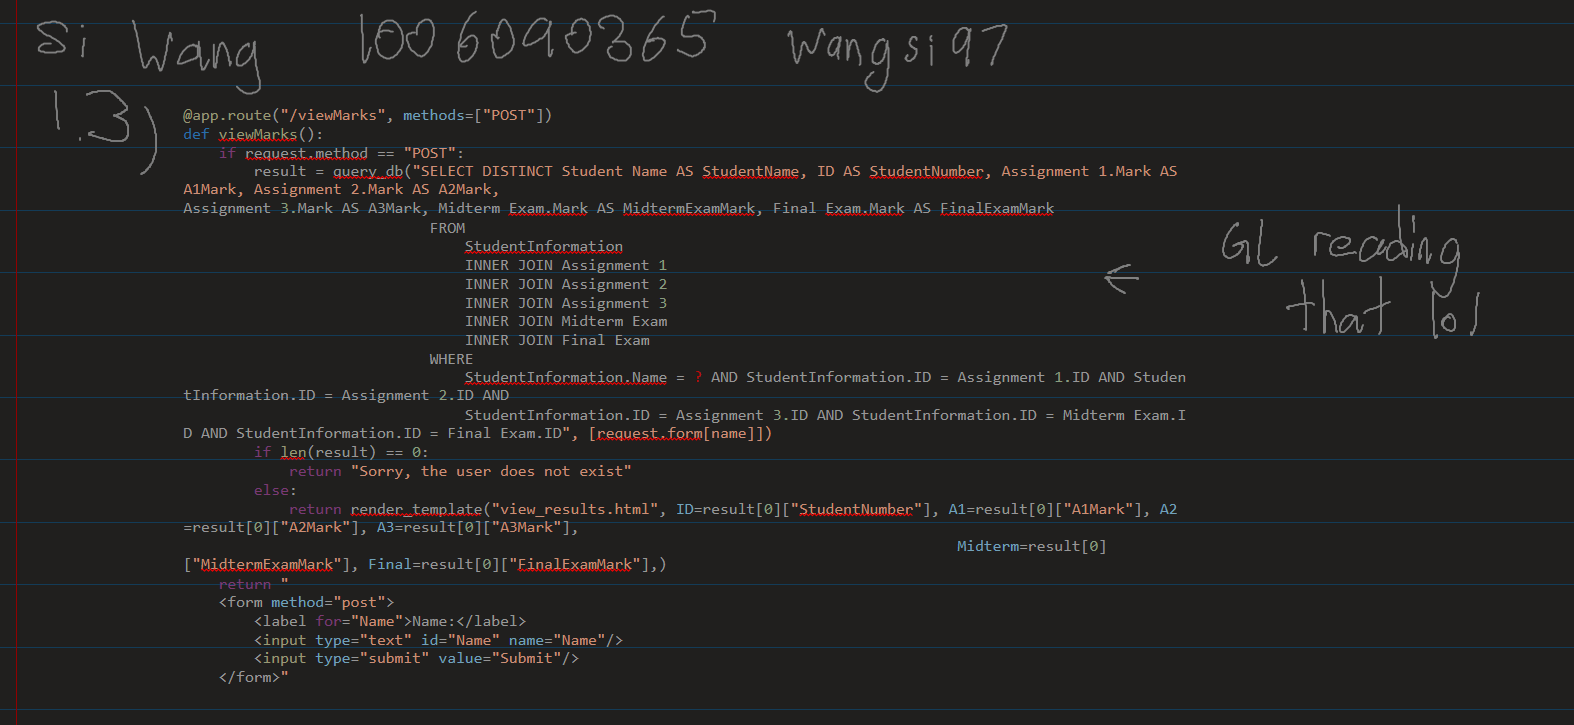 Si Wang 1006090365 wangsi97
1.3)
@app.route("/viewMarks", methods=["POST"])
def viewMarks():
if request.method == "POST":
result = query_db("SELECT DISTINCT Student Name AS StudentName, ID AS StudentNumber, Assignment 1.Mark AS
A1Mark, Assignment 2.Mark AS A2Mark,
Assignment 3.Mark AS A3Mark, Midterm Exam.Mark AS MidtermExamMark, Final Exam.Mark AS FinalExamMark
FROM
StudentInformation
INNER JOIN Assignment 1
INNER JOIN Assignment 2
INNER JOIN Assignment 3
INNER JOIN Midterm Exam
INNER JOIN Final Exam
← GL reading
that lol
WHERE
StudentInformation.Name = ? AND StudentInformation.ID = Assignment 1.ID AND Studen
tInformation.ID = Assignment 2.ID AND
StudentInformation.ID = Assignment 3.ID AND StudentInformation.ID = Midterm Exam.I
D AND StudentInformation.ID = Final Exam.ID", [request.form[name]])
if len(result) == 0:
return "Sorry, the user does not exist"
else:
return render_template("view_results.html", ID=result[0]["StudentNumber"], A1=result[0]["A1Mark"], A2
=result[0]["A2Mark"], A3=result[0]["A3Mark"],
Midterm=result[0]
["MidtermExamMark"], Final=result[0]["FinalExamMark"],)
return "
<form method="post">
<label for="Name">Name:</label>
<input type="text" id="Name" name="Name"/>
<input type="submit" value="Submit"/>
</form>"